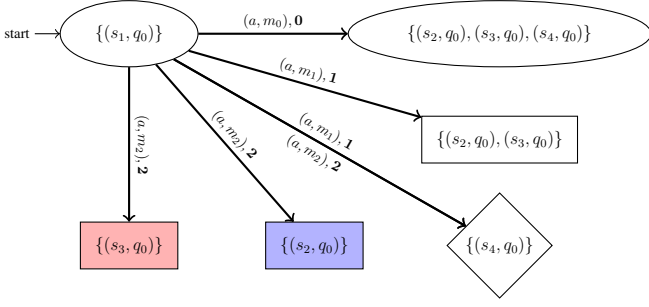 start
{(s₁, q₀)}
(a, m₀), 0
{(s₂, q₀), (s₃, q₀), (s₄, q₀)}
(a, m₁), 1
{(s₂, q₀), (s₃, q₀)}
(a, m₁), 1
(a, m₂), 2
(a, m₂), 2
(a, m₂), 2
{(s₃, q₀)}
{(s₂, q₀)}
{(s₄, q₀)}